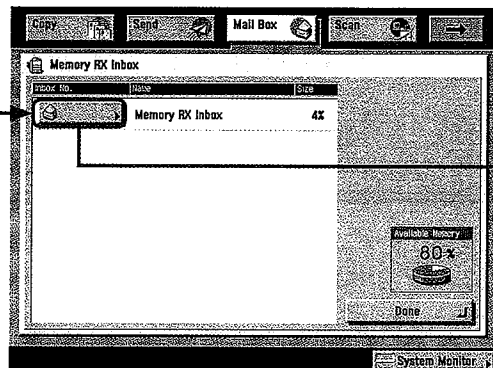 Copy Send Mail Box Scan
Memory RX Inbox
Inbox No. Name Size
Memory RX Inbox 4%
Available Memory
80%
Done
System Monitor